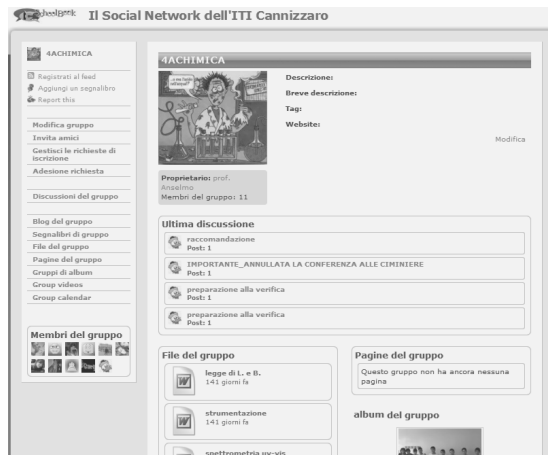 Il Social Network dell'ITI Cannizzaro
4ACHIMICA
Registrati al feed
Aggiungi un segnalibro
Report this
Modifica gruppo
Invita amici
Gestisci le richieste di
iscrizione
Adesione richiesta
Discussioni del gruppo
Blog del gruppo
Segnalibri di gruppo
File del gruppo
Pagine del gruppo
Gruppi di album
Group videos
Group calendar
Membri del gruppo
4ACHIMICA
Proprietario: prof.
Anselmo
Membri del gruppo: 11
Descrizione:
Breve descrizione:
Tag:
Website:
Modifica
Ultima discussione
raccomandazione
Post: 1
IMPORTANTE_ANNULLATA LA CONFERENZA ALLE CIMINIERE
Post: 1
preparazione alla verifica
Post: 1
preparazione alla verifica
Post: 1
File del gruppo
legge di L. e B.
141 giorni fa
strumentazione
141 giorni fa
spettrometria uv-vis
Pagine del gruppo
Questo gruppo non ha ancora nessuna
pagina
album del gruppo